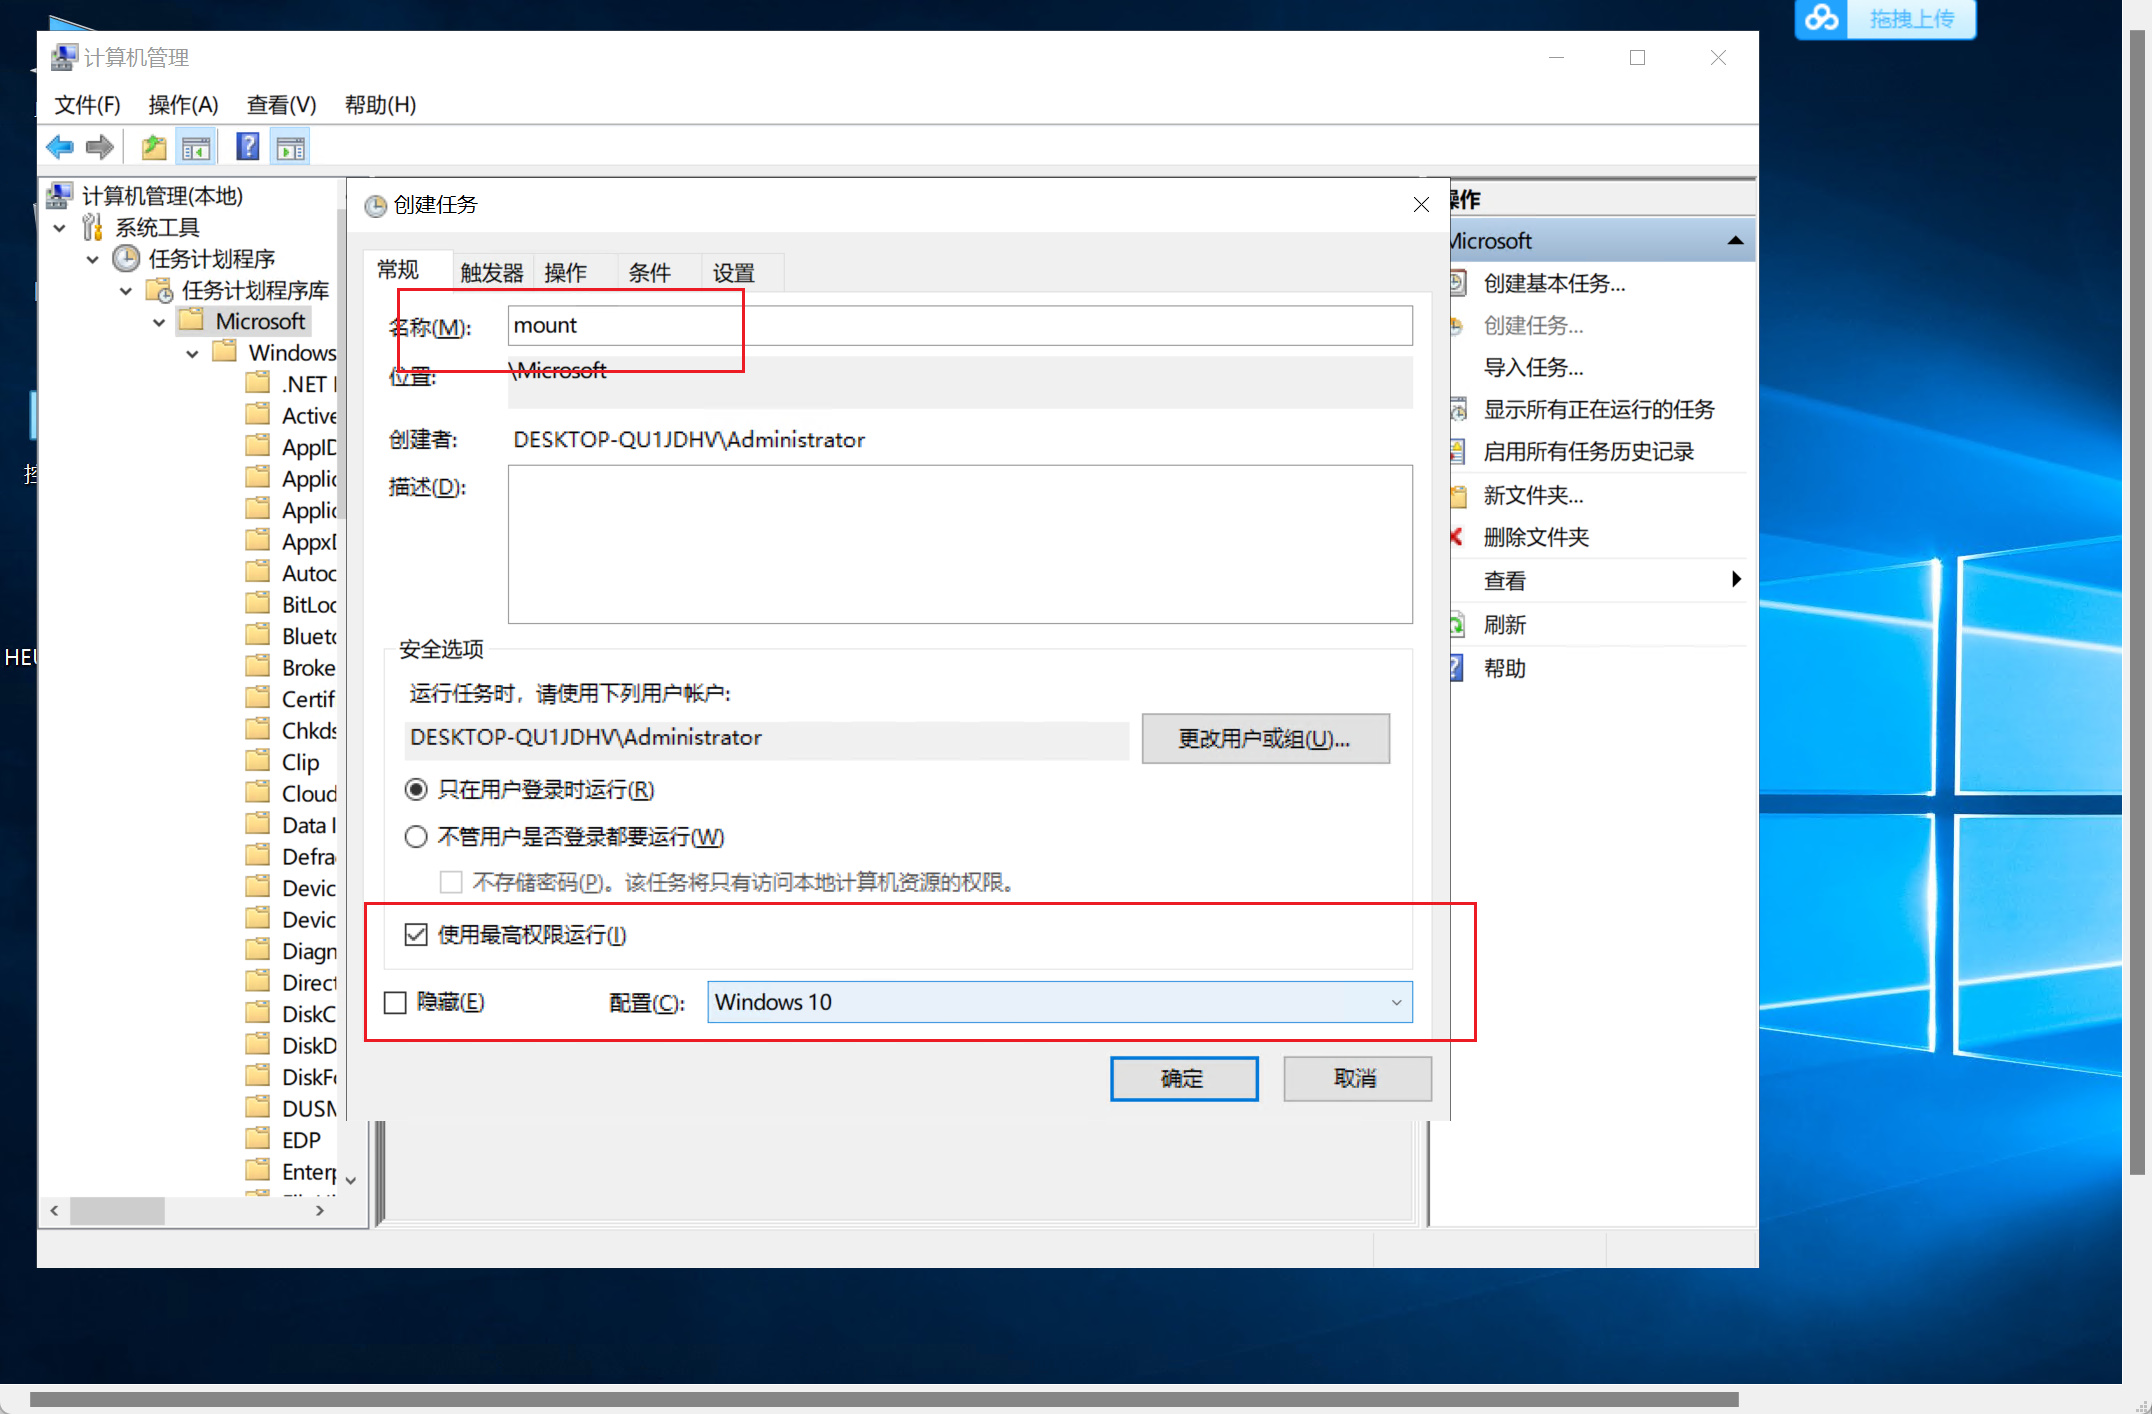 拖拽上传
计算机管理
文件(F) 操作(A) 查看(V) 帮助(H)
计算机管理(本地)
系统工具
任务计划程序
任务计划程序库
Microsoft
Windows
.NET
Active
AppID
Applic
Applic
AppxD
Autoc
BitLoc
Blueto
Broke
Certif
Chkds
Clip
Cloud
Data I
Defra
Devic
Devic
Diagn
Direct
DiskC
DiskD
DiskFo
DUSM
EDP
Enterp
创建任务
常规 触发器 操作 条件 设置
名称(M): mount
位置: \Microsoft
创建者: DESKTOP-QU1JDHV\Administrator
描述(D):
安全选项
运行任务时，请使用下列用户帐户:
DESKTOP-QU1JDHV\Administrator 更改用户或组(U)...
只在用户登录时运行(R)
不管用户是否登录都要运行(W)
不存储密码(P)。该任务将只有访问本地计算机资源的权限。
使用最高权限运行(I)
隐藏(E) 配置(C): Windows 10
确定 取消
操作
Microsoft
创建基本任务...
创建任务...
导入任务...
显示所有正在运行的任务
启用所有任务历史记录
新文件夹...
删除文件夹
查看
刷新
帮助
控
HEU